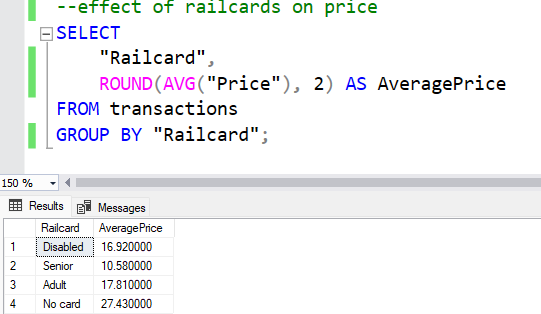 --effect of railcards on price
SELECT
"Railcard",
ROUND(AVG("Price"), 2) AS AveragePrice
FROM transactions
GROUP BY "Railcard";
150 %
Results Messages
Railcard AveragePrice
1 Disabled 16.920000
2 Senior 10.580000
3 Adult 17.810000
4 No card 27.430000